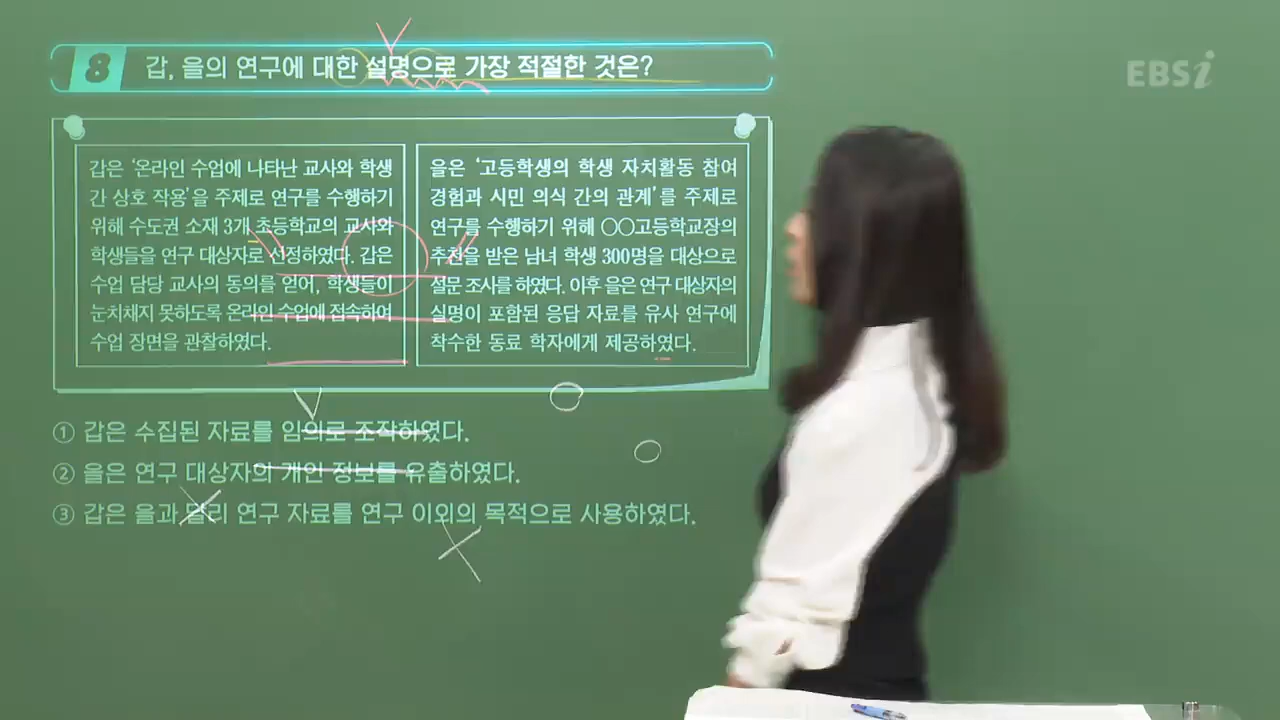 8 갑, 을의 연구에 대한 설명으로 가장 적절한 것은?
EBSi
갑은 '온라인 수업에 나타난 교사와 학생
간 상호 작용'을 주제로 연구를 수행하기
위해 수도권 소재 3개 초등학교의 교사와
학생들을 연구 대상자로 선정하였다. 갑은
수업 담당 교사의 동의를 얻어, 학생들이
눈치채지 못하도록 온라인 수업에 접속하여
수업 장면을 관찰하였다.
을은 '고등학생의 학생 자치활동 참여
경험과 시민 의식 간의 관계'를 주제로
연구를 수행하기 위해 ○○고등학교장의
추천을 받은 남녀 학생 300명을 대상으로
설문 조사를 하였다. 이후 을은 연구 대상자의
실명이 포함된 응답 자료를 유사 연구에
착수한 동료 학자에게 제공하였다.
① 갑은 수집된 자료를 임의로 조작하였다.
② 을은 연구 대상자의 개인 정보를 유출하였다.
③ 갑은 을과 달리 연구 자료를 연구 이외의 목적으로 사용하였다.